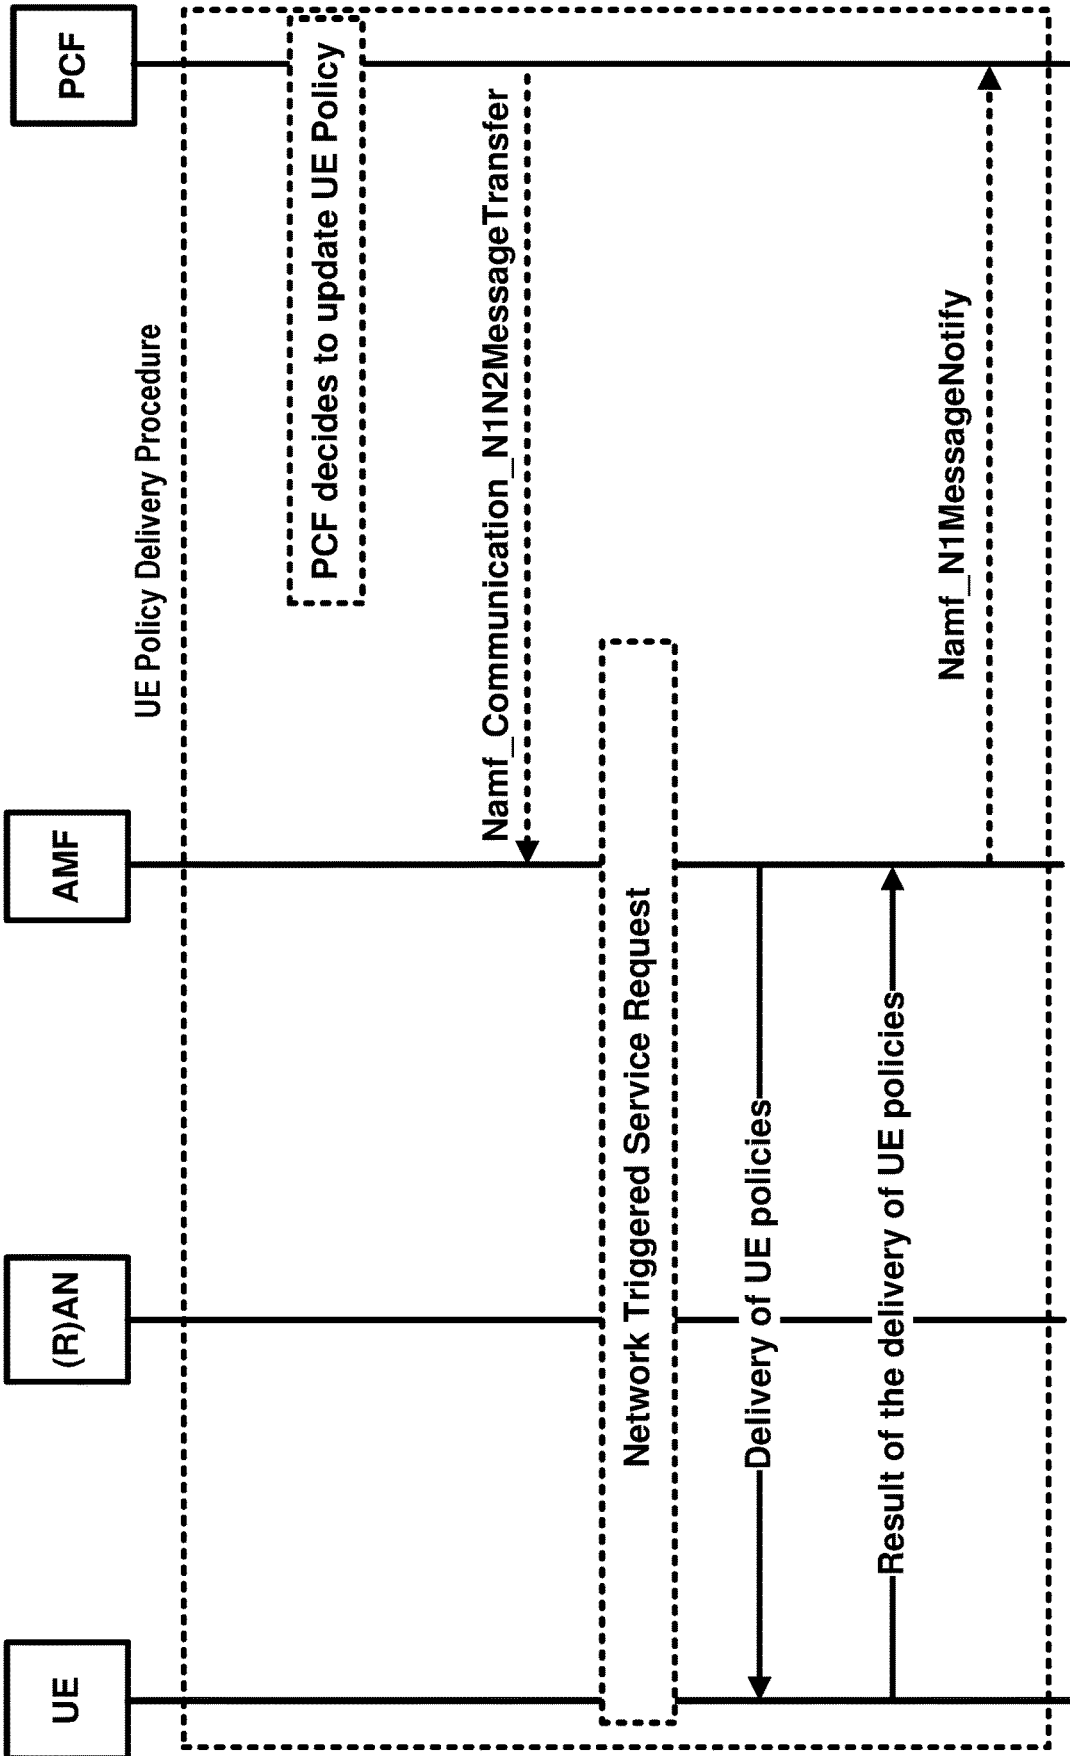 UE
(R)AN
AMF
PCF
UE Policy Delivery Procedure
PCF decides to update UE Policy
Namf_Communication_N1N2MessageTransfer
Network Triggered Service Request
Delivery of UE policies
Result of the delivery of UE policies
Namf_N1MessageNotify